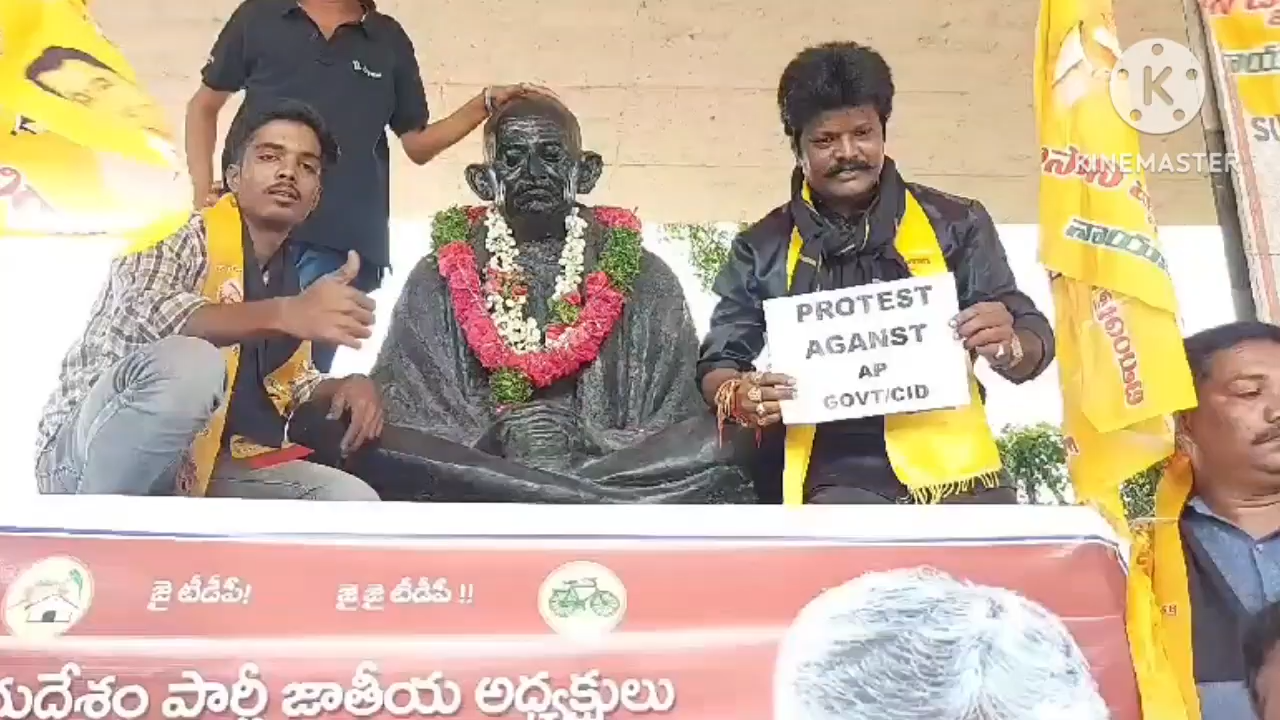 KINEMASTER
PROTEST
AGANST
AP
GOVT/CID
జై టీడీపీ!
జై జై టీడీపీ !!
దేశం పార్టీ జాతీయ అధ్యక్షులు